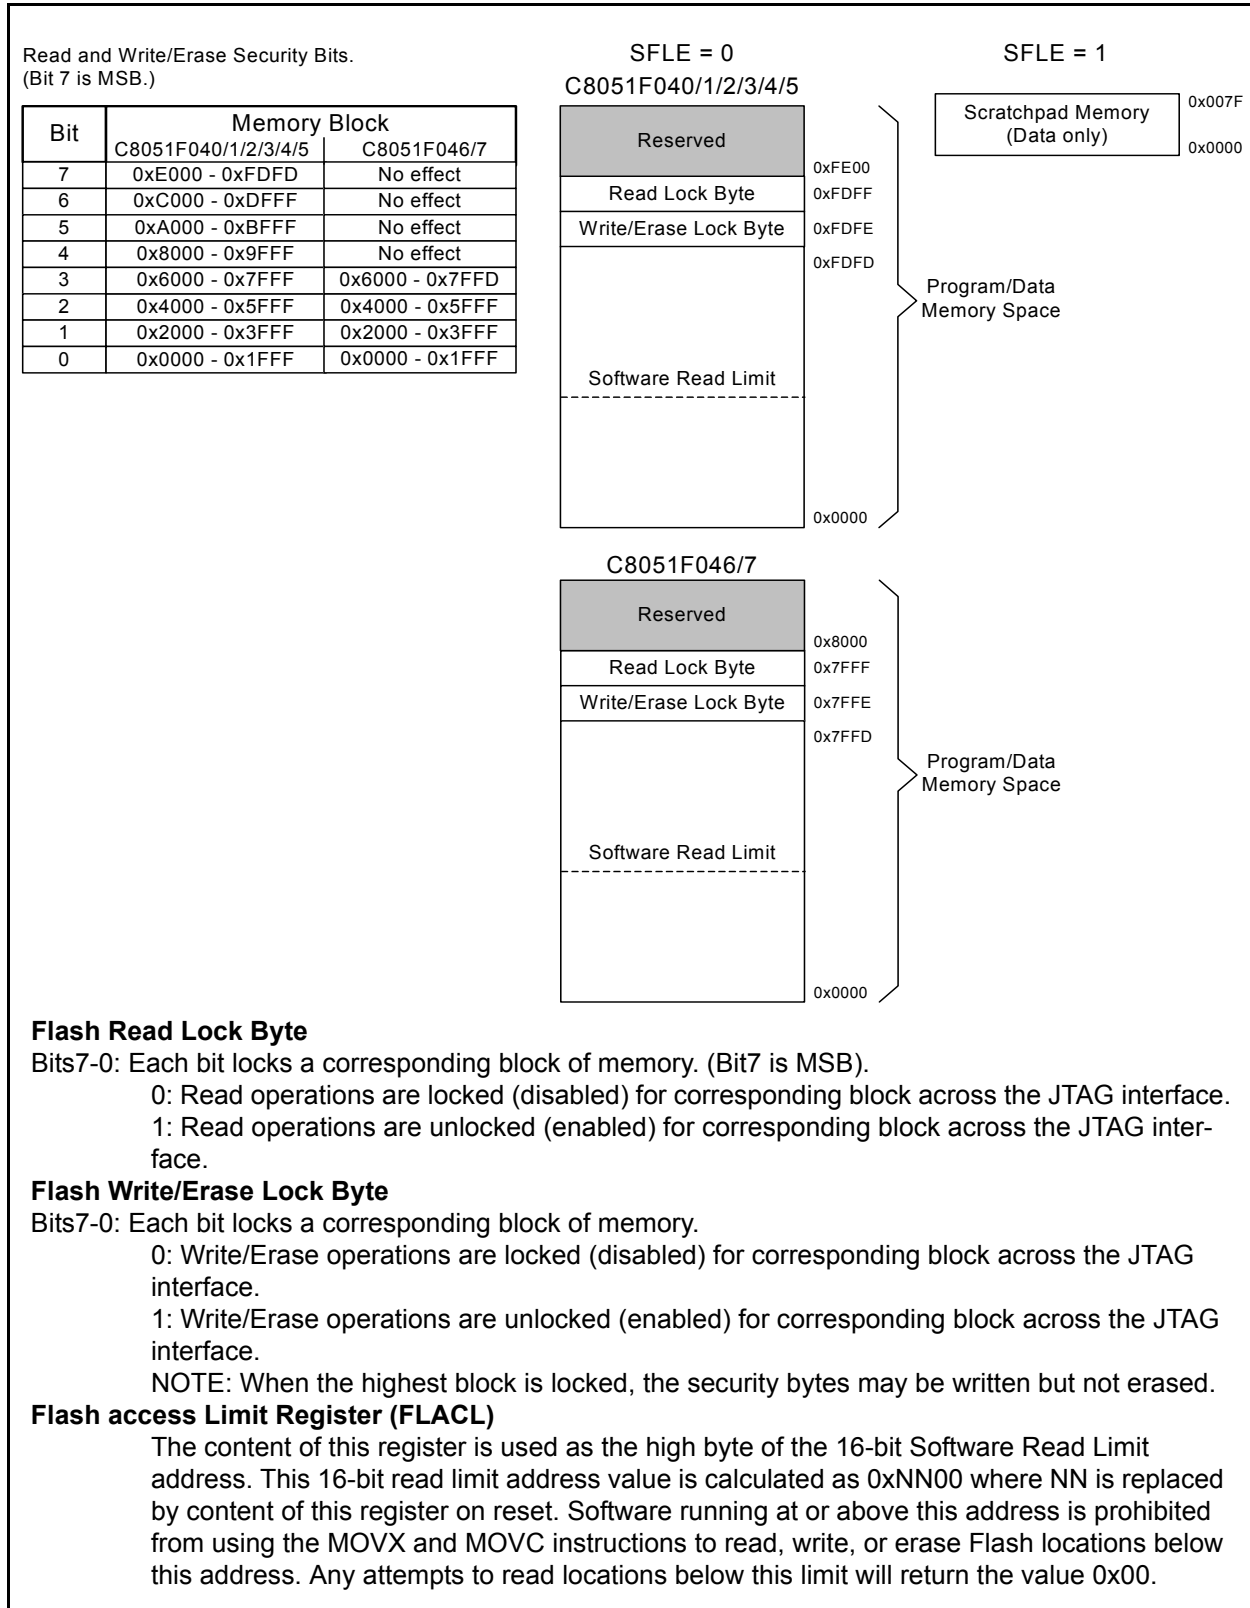 Read and Write/Erase Security Bits.
(Bit 7 is MSB.)
Bit Memory Block
C8051F040/1/2/3/4/5 C8051F046/7
7 0xE000 - 0xFDFD No effect
6 0xC000 - 0xDFFF No effect
5 0xA000 - 0xBFFF No effect
4 0x8000 - 0x9FFF No effect
3 0x6000 - 0x7FFF 0x6000 - 0x7FFD
2 0x4000 - 0x5FFF 0x4000 - 0x5FFF
1 0x2000 - 0x3FFF 0x2000 - 0x3FFF
0 0x0000 - 0x1FFF 0x0000 - 0x1FFF
SFLE = 0
C8051F040/1/2/3/4/5
Reserved
0xFE00
Read Lock Byte 0xFDFF
Write/Erase Lock Byte 0xFDFE
0xFDFD
Software Read Limit
0x0000
Program/Data
Memory Space
SFLE = 1
Scratchpad Memory
(Data only)
0x007F
0x0000
C8051F046/7
Reserved
0x8000
Read Lock Byte 0x7FFF
Write/Erase Lock Byte 0x7FFE
0x7FFD
Software Read Limit
0x0000
Program/Data
Memory Space
Flash Read Lock Byte
Bits7-0: Each bit locks a corresponding block of memory. (Bit7 is MSB).
0: Read operations are locked (disabled) for corresponding block across the JTAG interface.
1: Read operations are unlocked (enabled) for corresponding block across the JTAG inter-
face.
Flash Write/Erase Lock Byte
Bits7-0: Each bit locks a corresponding block of memory.
0: Write/Erase operations are locked (disabled) for corresponding block across the JTAG
interface.
1: Write/Erase operations are unlocked (enabled) for corresponding block across the JTAG
interface.
NOTE: When the highest block is locked, the security bytes may be written but not erased.
Flash access Limit Register (FLACL)
The content of this register is used as the high byte of the 16-bit Software Read Limit
address. This 16-bit read limit address value is calculated as 0xNN00 where NN is replaced
by content of this register on reset. Software running at or above this address is prohibited
from using the MOVX and MOVC instructions to read, write, or erase Flash locations below
this address. Any attempts to read locations below this limit will return the value 0x00.